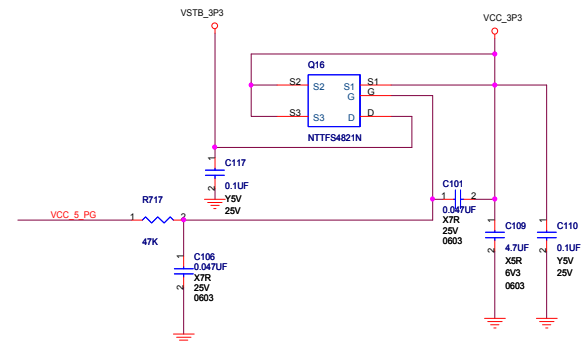 VSTB_3P3
VCC_3P3
Q16
S2 S2 S1 S1
G G
S3 S3 D D
NTTFS4821N
1
C117
2
0.1UF
Y5V
25V
VCC_5_PG
1
R717
2
47K
1
C106
0.047UF
X7R
2
25V
0603
C101
1 2
0.047UF
X7R
25V
0603
1
C109
4.7UF
2
X5R
6V3
0603
1
C110
0.1UF
2
Y5V
25V